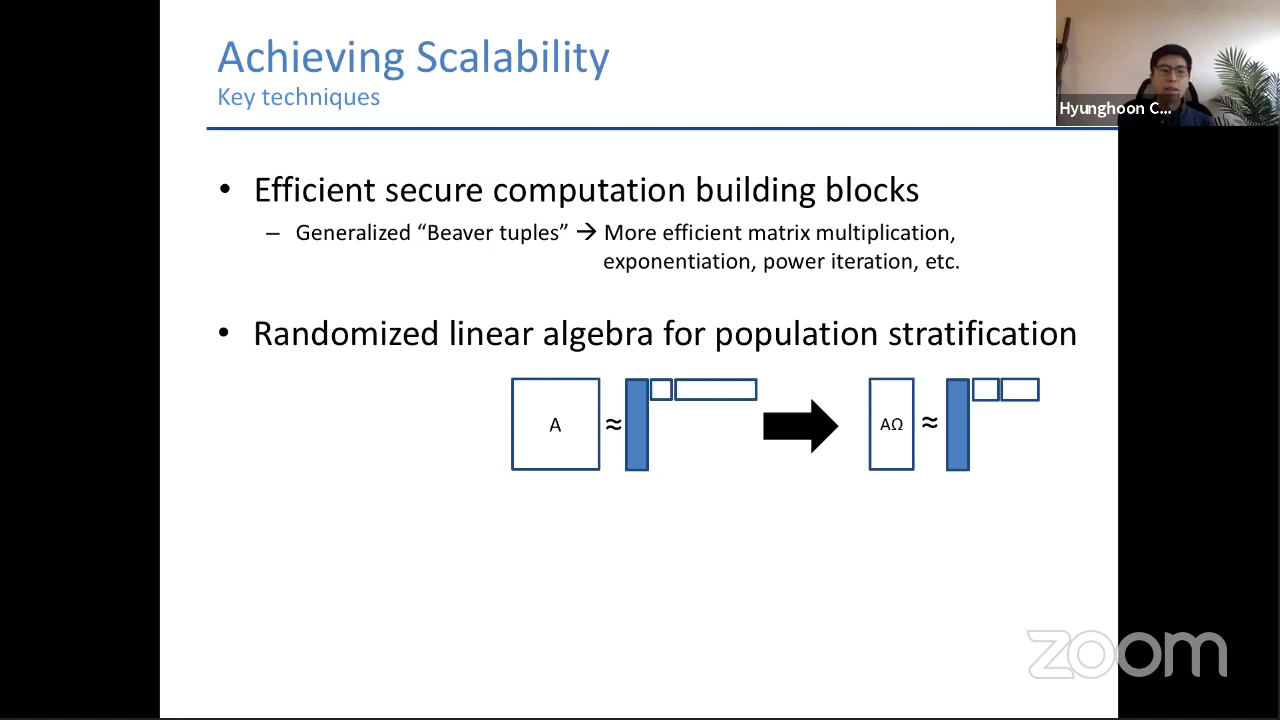 Achieving Scalability
Key techniques
Hyunghoon C...
• Efficient secure computation building blocks
– Generalized “Beaver tuples” → More efficient matrix multiplication,
exponentiation, power iteration, etc.
• Randomized linear algebra for population stratification
A ≈ AΩ ≈
zoom